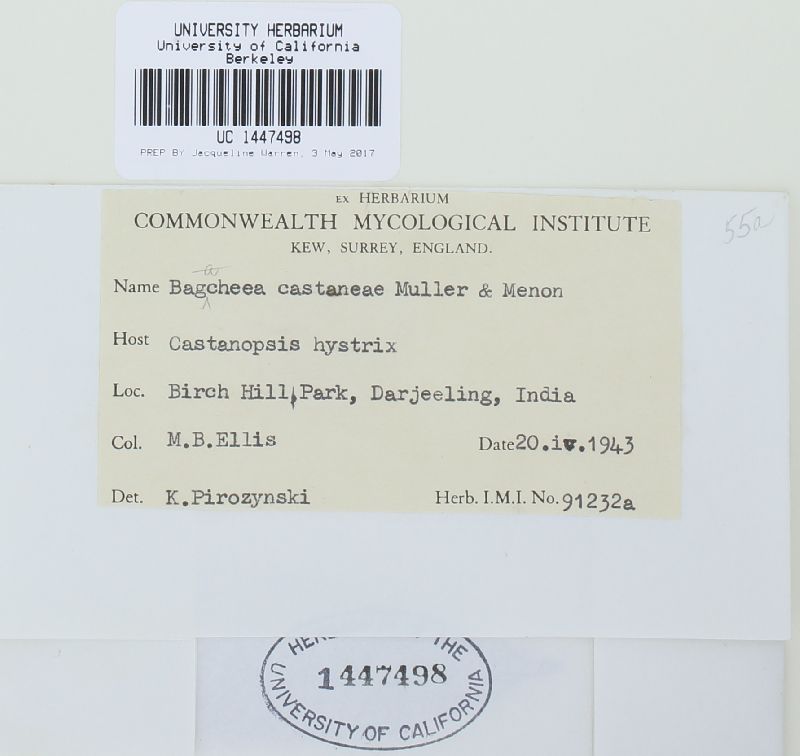 UNIVERSITY HERBARIUM
University of California
Berkeley
UC 1447498
PREP BY Jacqueline Warren, 3 May 2017
55a
EX HERBARIUM
COMMONWEALTH MYCOLOGICAL INSTITUTE
KEW, SURREY, ENGLAND.
a
Name Bagcheea castaneae Muller & Menon
Host Castanopsis hystrix
Loc. Birch Hill, Park, Darjeeling, India
Col. M.B.Ellis Date 20.iv.1943
Det. K.Pirozynski Herb. I.M.I. No. 91232a
THE
1447498
UNIVERSITY OF CALIFORNIA